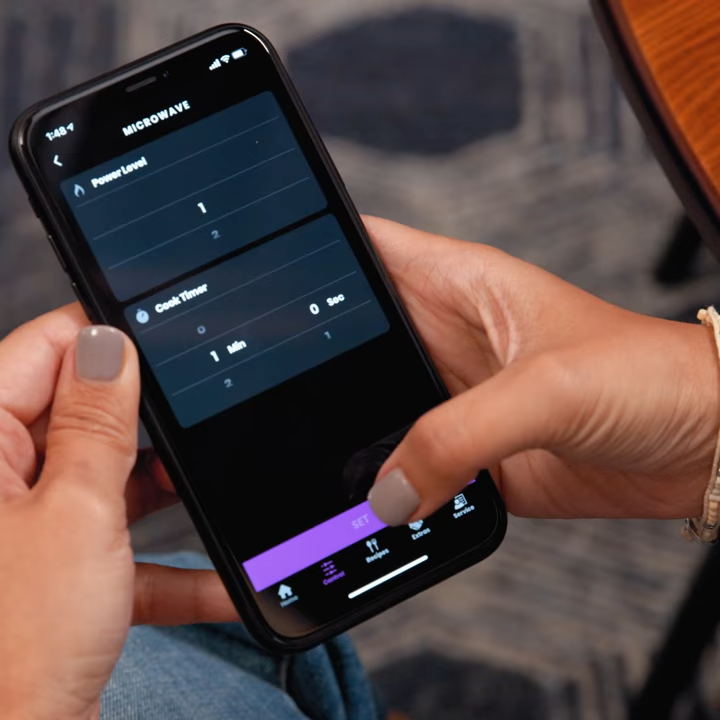 1:48
MICROWAVE
Power Level
1
2
Cook Timer
0
1 Min 0 Sec
2 1
SET
Home Control Recipes Extras Service